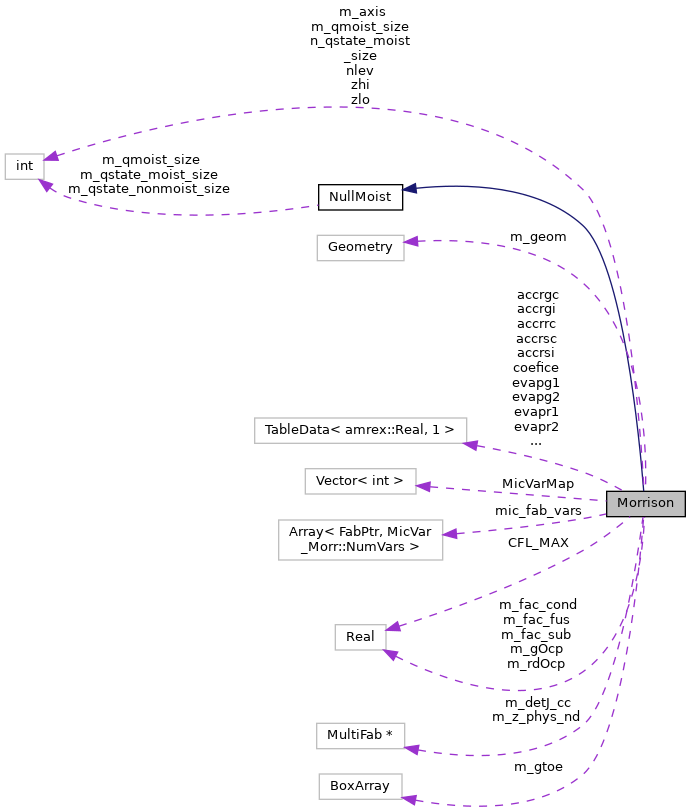 m_axis
m_qmoist_size
n_qstate_moist
_size
nlev
zhi
zlo
int
m_qmoist_size
m_qstate_moist_size
m_qstate_nonmoist_size
NullMoist
Geometry
m_geom
accrgc
accrgi
accrrc
accrsc
accrsi
coefice
evapg1
evapg2
evapr1
evapr2
...
TableData< amrex::Real, 1 >
Vector< int >
MicVarMap
Morrison
mic_fab_vars
Array< FabPtr, MicVar
_Morr::NumVars >
CFL_MAX
Real
m_fac_cond
m_fac_fus
m_fac_sub
m_gOcp
m_rdOcp
m_detJ_cc
m_z_phys_nd
MultiFab *
m_gtoe
BoxArray